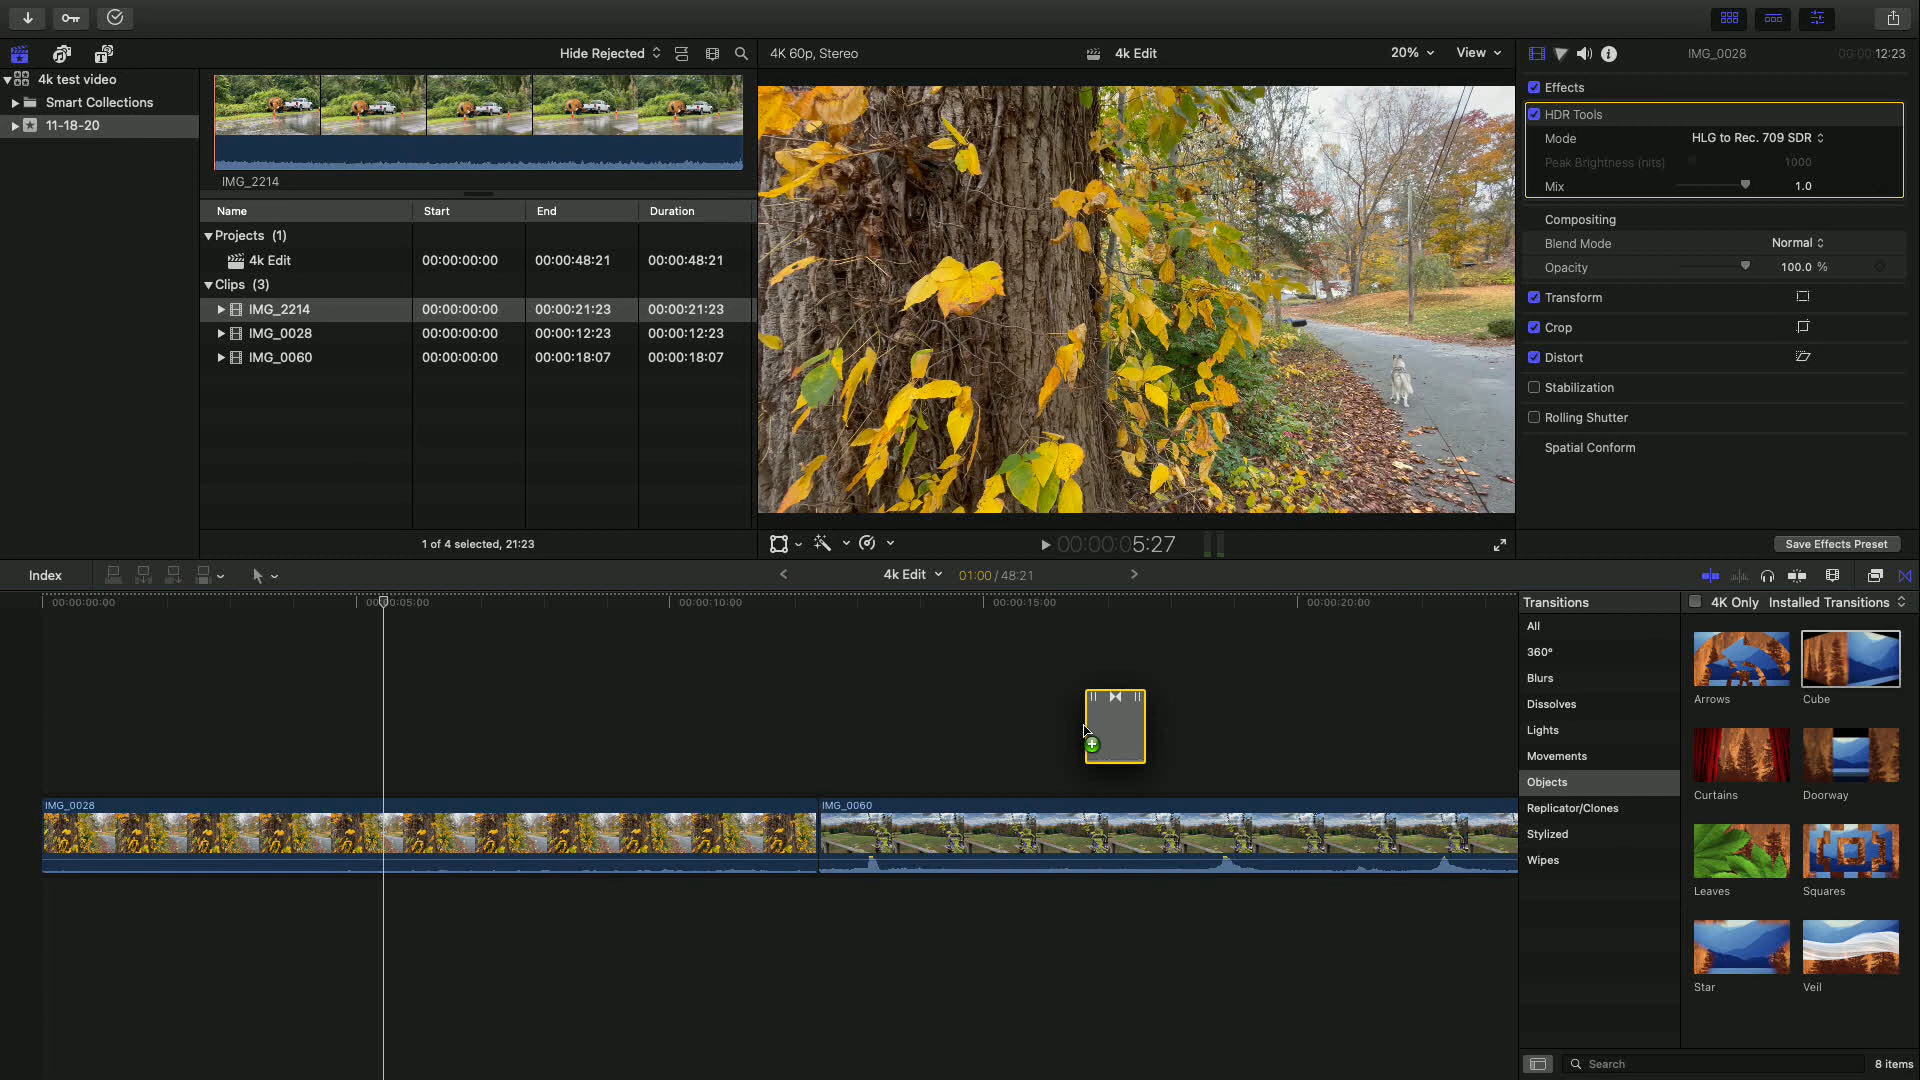 Hide Rejected
4K 60p, Stereo
4k Edit
20%
View
IMG_0028
00:00:12:23
4k test video
Smart Collections
11-18-20
IMG_2214
Name Start End Duration
Projects (1)
4k Edit 00:00:00:00 00:00:48:21 00:00:48:21
Clips (3)
IMG_2214 00:00:00:00 00:00:21:23 00:00:21:23
IMG_0028 00:00:00:00 00:00:12:23 00:00:12:23
IMG_0060 00:00:00:00 00:00:18:07 00:00:18:07
1 of 4 selected, 21:23
00:00:05:27
Effects
HDR Tools
Mode HLG to Rec. 709 SDR
Peak Brightness (nits) 1000
Mix 1.0
Compositing
Blend Mode Normal
Opacity 100.0 %
Transform
Crop
Distort
Stabilization
Rolling Shutter
Spatial Conform
Save Effects Preset
Index
4k Edit 01:00 / 48:21
00:00:00:00 00:00:05:00 00:00:10:00 00:00:15:00 00:00:20:00
IMG_0028
IMG_0060
Transitions
4K Only
Installed Transitions
All
360°
Blurs
Dissolves
Lights
Movements
Objects
Replicator/Clones
Stylized
Wipes
Arrows
Cube
Curtains
Doorway
Leaves
Squares
Star
Veil
Search
8 items